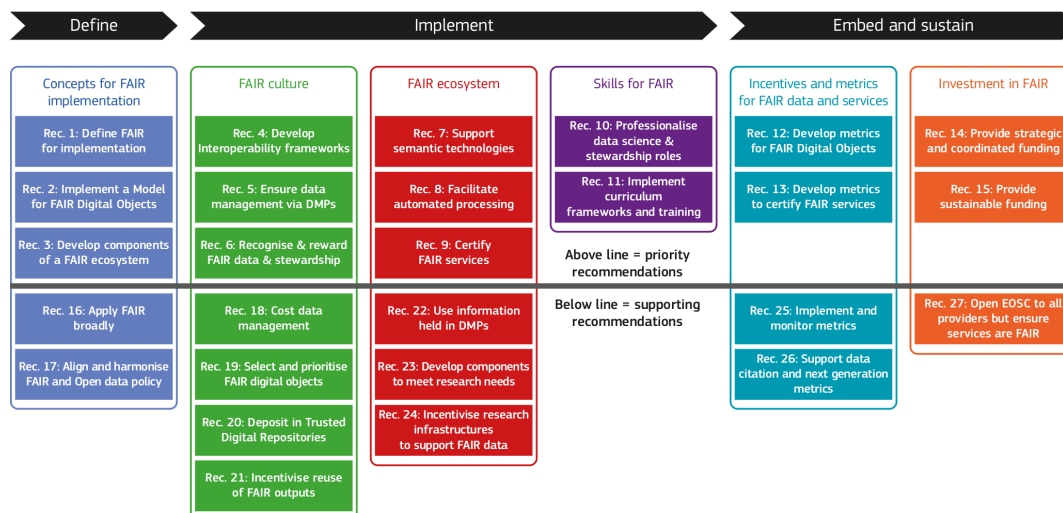 Define
Implement
Embed and sustain
Concepts for FAIR
implementation
Rec. 1: Define FAIR
for implementation
Rec. 2: Implement a Model
for FAIR Digital Objects
Rec. 3: Develop components
of a FAIR ecosystem
Rec. 16: Apply FAIR
broadly
Rec. 17: Align and harmonise
FAIR and Open data policy
FAIR culture
Rec. 4: Develop
Interoperability frameworks
Rec. 5: Ensure data
management via DMPs
Rec. 6: Recognise & reward
FAIR data & stewardship
Rec. 18: Cost data
management
Rec. 19: Select and prioritise
FAIR digital objects
Rec. 20: Deposit in Trusted
Digital Repositories
Rec. 21: Incentivise reuse
of FAIR outputs
FAIR ecosystem
Rec. 7: Support
semantic technologies
Rec. 8: Facilitate
automated processing
Rec. 9: Certify
FAIR services
Rec. 22: Use information
held in DMPs
Rec. 23: Develop components
to meet research needs
Rec. 24: Incentivise research
infrastructures
to support FAIR data
Skills for FAIR
Rec. 10: Professionalise
data science &
stewardship roles
Rec. 11: Implement
curriculum
frameworks and training
Above line = priority
recommendations
Below line = supporting
recommendations
Incentives and metrics
for FAIR data and services
Rec. 12: Develop metrics
for FAIR Digital Objects
Rec. 13: Develop metrics
to certify FAIR services
Rec. 25: Implement and
monitor metrics
Rec. 26: Support data
citation and next generation
metrics
Investment in FAIR
Rec. 14: Provide strategic
and coordinated funding
Rec. 15: Provide
sustainable funding
Rec. 27: Open EOSC to all
providers but ensure
services are FAIR